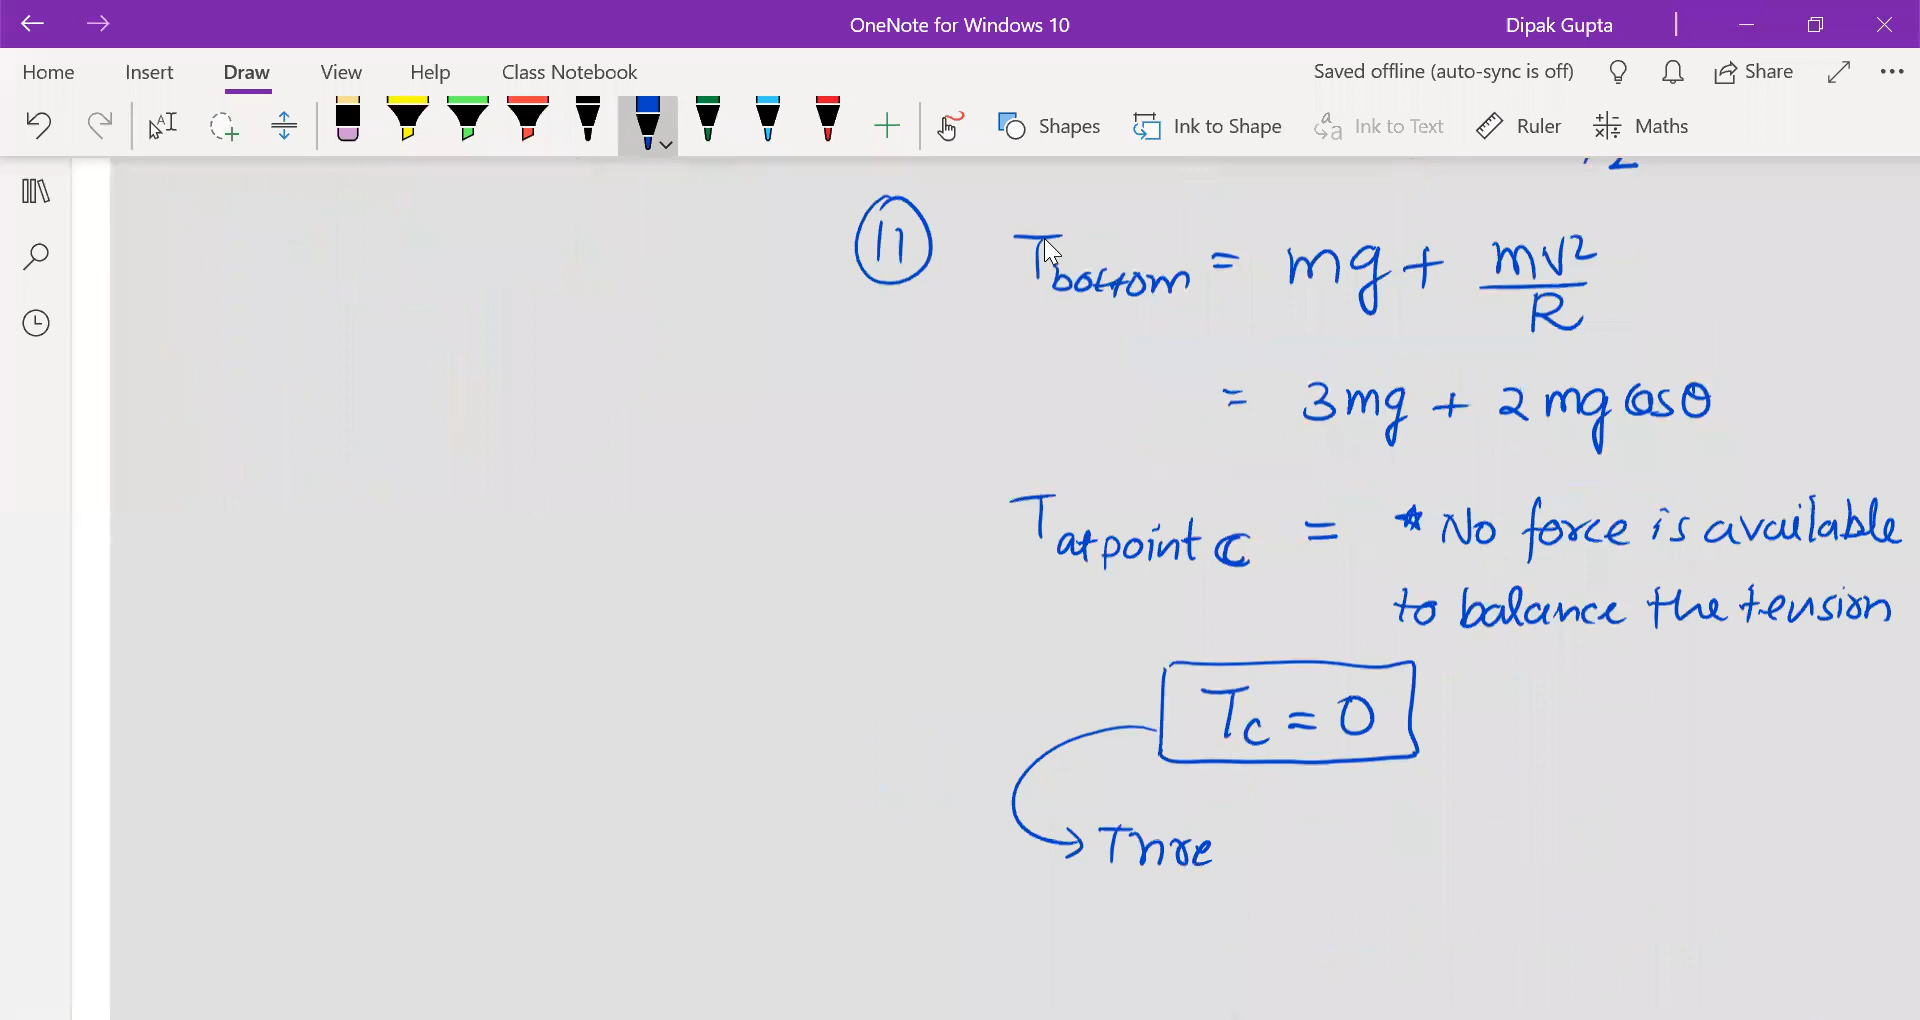 OneNote for Windows 10
Dipak Gupta
Home Insert Draw View Help Class Notebook
Saved offline (auto-sync is off) Share
Shapes Ink to Shape Ink to Text Ruler Maths
11 T bottom = mg + mv²/R
= 3mg + 2mg cosθ
T at point C = * No force is available
to balance the tension
Tc = 0